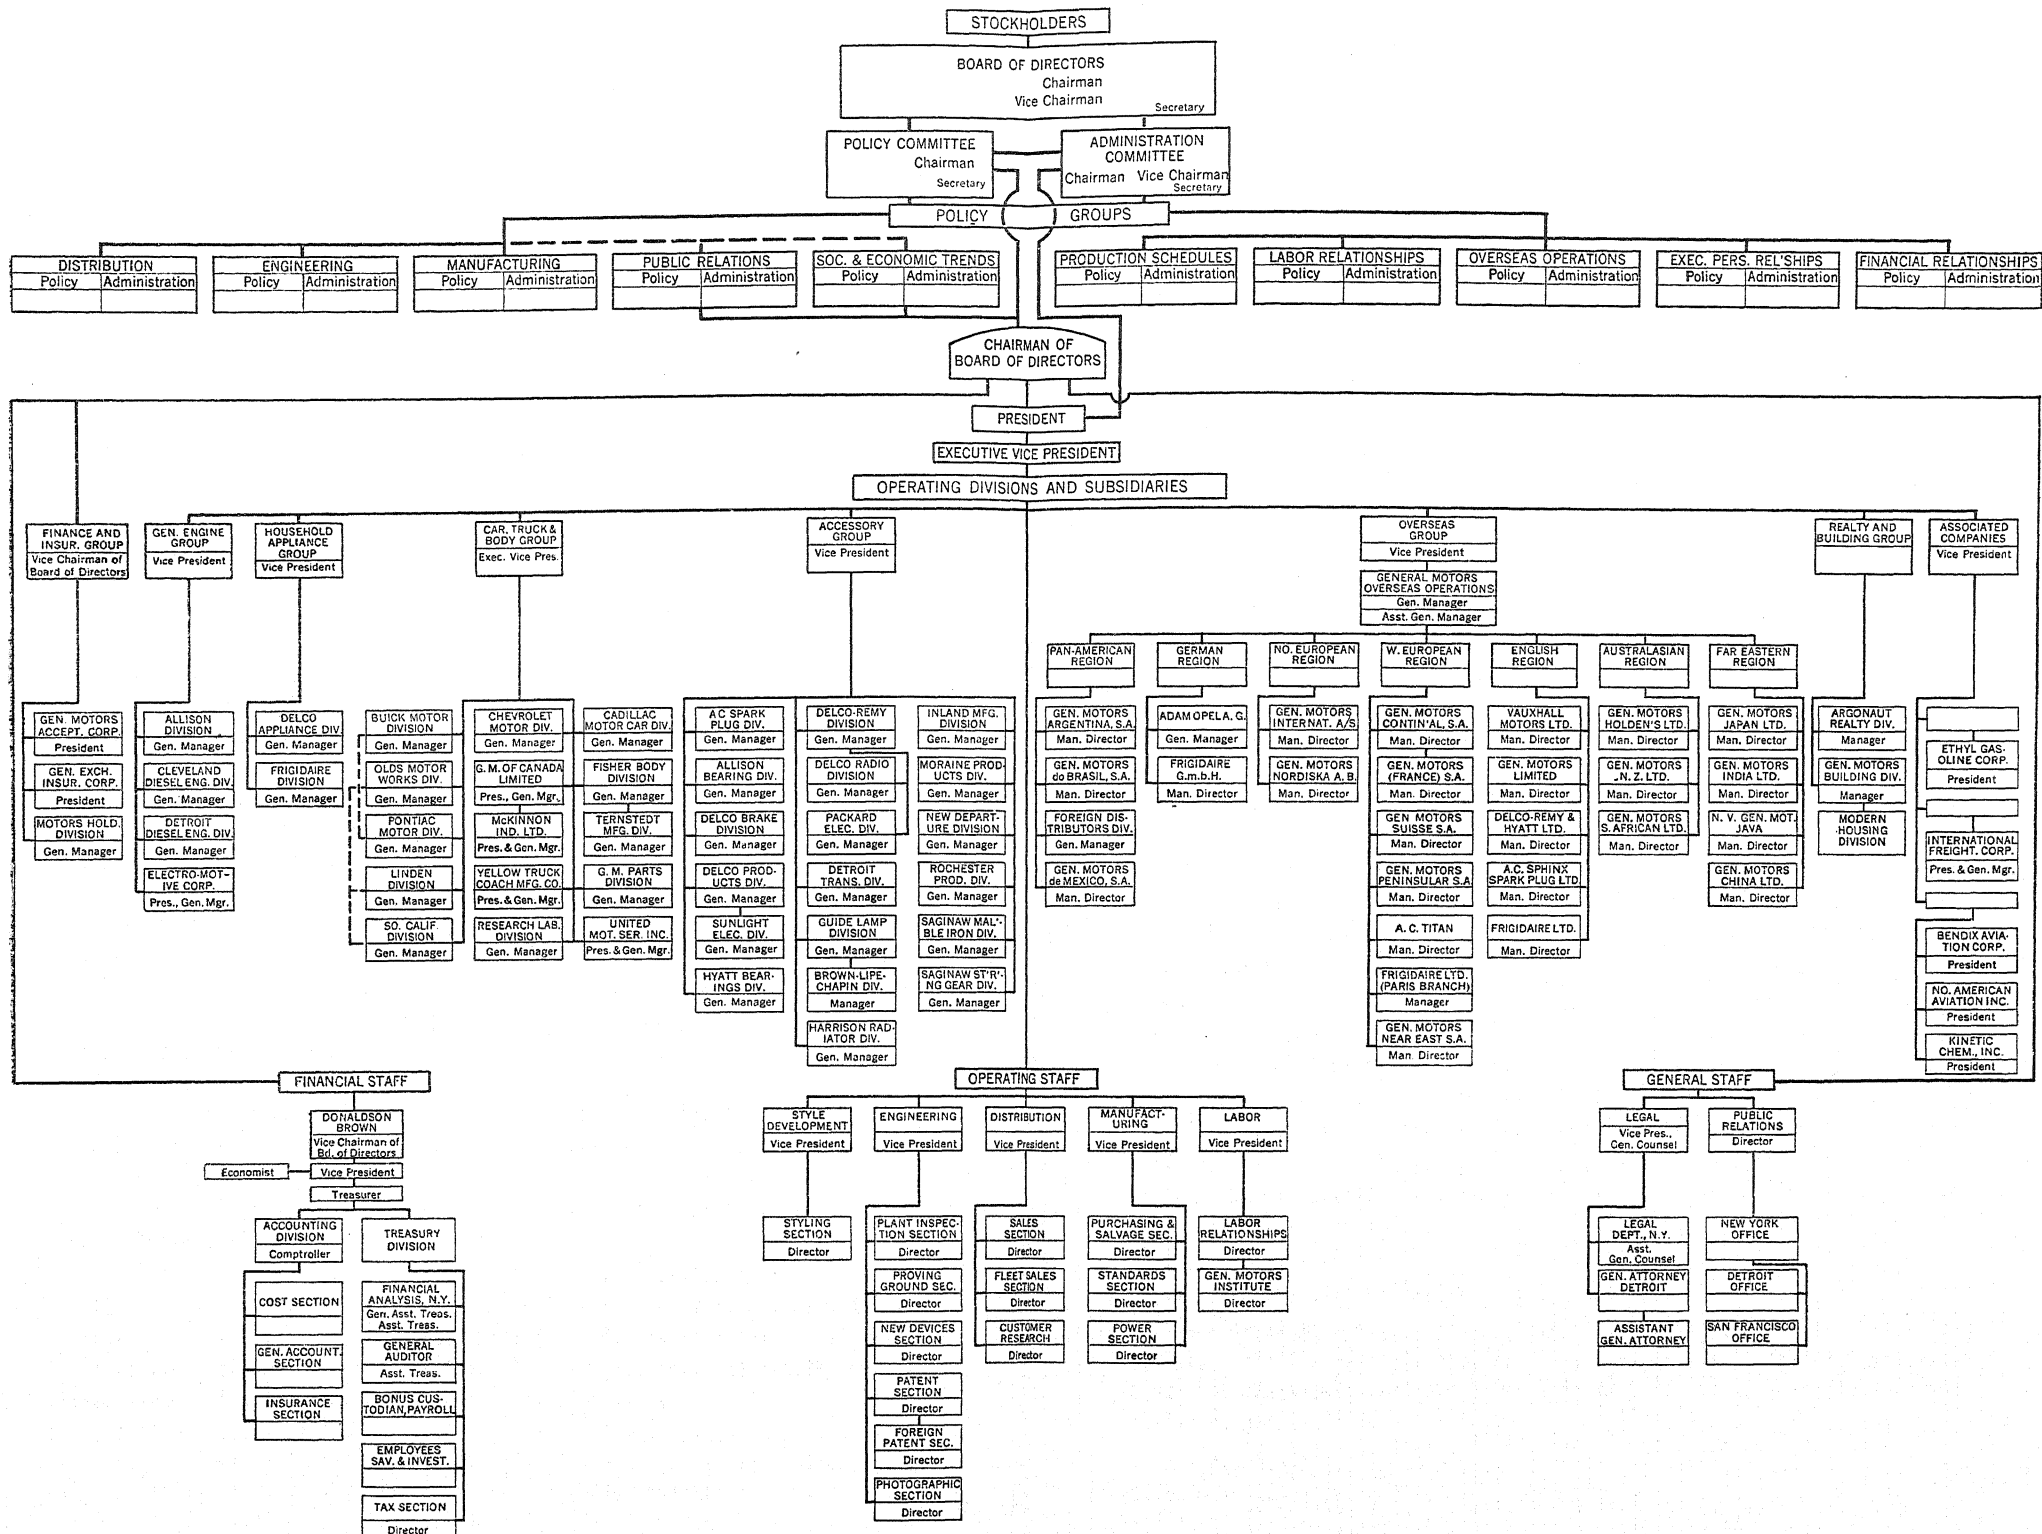 STOCKHOLDERS
BOARD OF DIRECTORS
Chairman
Vice Chairman
Secretary
POLICY COMMITTEE
Chairman
Secretary
ADMINISTRATION
COMMITTEE
Chairman Vice Chairman
Secretary
POLICY GROUPS
DISTRIBUTION
Policy Administration
ENGINEERING
Policy Administration
MANUFACTURING
Policy Administration
PUBLIC RELATIONS
Policy Administration
SOC. & ECONOMIC TRENDS
Policy Administration
PRODUCTION SCHEDULES
Policy Administration
LABOR RELATIONSHIPS
Policy Administration
OVERSEAS OPERATIONS
Policy Administration
EXEC. PERS. REL'SHIPS
Policy Administration
FINANCIAL RELATIONSHIPS
Policy Administration
CHAIRMAN OF
BOARD OF DIRECTORS
PRESIDENT
EXECUTIVE VICE PRESIDENT
OPERATING DIVISIONS AND SUBSIDIARIES
FINANCE AND
INSUR. GROUP
Vice Chairman of
Board of Directors
GEN. ENGINE
GROUP
Vice President
HOUSEHOLD
APPLIANCE
GROUP
Vice President
CAR, TRUCK &
BODY GROUP
Exec. Vice Pres.
ACCESSORY
GROUP
Vice President
OVERSEAS
GROUP
Vice President
GENERAL MOTORS
OVERSEAS OPERATIONS
Gen. Manager
Asst. Gen. Manager
REALTY AND
BUILDING GROUP
ASSOCIATED
COMPANIES
Vice President
PAN-AMERICAN
REGION
GERMAN
REGION
NO. EUROPEAN
REGION
W. EUROPEAN
REGION
ENGLISH
REGION
AUSTRALASIAN
REGION
FAR EASTERN
REGION
GEN. MOTORS
ACCEPT. CORP.
President
GEN. EXCH.
INSUR. CORP.
President
MOTORS HOLD.
DIVISION
Gen. Manager
ALLISON
DIVISION
Gen. Manager
CLEVELAND
DIESEL ENG. DIV.
Gen. Manager
DETROIT
DIESEL ENG. DIV.
Gen. Manager
ELECTRO-MOT-
IVE CORP.
Pres., Gen. Mgr.
DELCO
APPLIANCE DIV.
Gen. Manager
FRIGIDAIRE
DIVISION
Gen. Manager
BUICK MOTOR
DIVISION
Gen. Manager
OLDS MOTOR
WORKS DIV.
Gen. Manager
PONTIAC
MOTOR DIV.
Gen. Manager
LINDEN
DIVISION
Gen. Manager
SO. CALIF.
DIVISION
Gen. Manager
CHEVROLET
MOTOR DIV.
Gen. Manager
G. M. OF CANADA
LIMITED
Pres., Gen. Mgr.
McKINNON
IND. LTD.
Pres. & Gen. Mgr.
YELLOW TRUCK
COACH MFG. CO.
Pres. & Gen. Mgr.
RESEARCH LAB.
DIVISION
Gen. Manager
CADILLAC
MOTOR CAR DIV.
Gen. Manager
FISHER BODY
DIVISION
Gen. Manager
TERNSTEDT
MFG. DIV.
Gen. Manager
G. M. PARTS
DIVISION
Gen. Manager
UNITED
MOT. SER. INC.
Pres. & Gen. Mgr.
AC SPARK
PLUG DIV.
Gen. Manager
ALLISON
BEARING DIV.
Gen. Manager
DELCO BRAKE
DIVISION
Gen. Manager
DELCO PROD-
UCTS DIV.
Gen. Manager
SUNLIGHT
ELEC. DIV.
Gen. Manager
HYATT BEAR-
INGS DIV.
Gen. Manager
DELCO-REMY
DIVISION
Gen. Manager
DELCO RADIO
DIVISION
Gen. Manager
PACKARD
ELEC. DIV.
Gen. Manager
DETROIT
TRANS. DIV.
Gen. Manager
GUIDE LAMP
DIVISION
Gen. Manager
BROWN-LIPE-
CHAPIN DIV.
Manager
HARRISON RAD-
IATOR DIV.
Gen. Manager
INLAND MFG.
DIVISION
Gen. Manager
MORAINE PROD-
UCTS DIV.
Gen. Manager
NEW DEPART-
URE DIVISION
Gen. Manager
ROCHESTER
PROD. DIV.
Gen. Manager
SAGINAW MAL'-
BLE IRON DIV.
Gen. Manager
SAGINAW ST'R'-
NG GEAR DIV.
Gen. Manager
GEN. MOTORS
ARGENTINA, S.A.
Man. Director
GEN. MOTORS
do BRASIL, S.A.
Man. Director
FOREIGN DIS-
TRIBUTORS DIV.
Gen. Manager
GEN. MOTORS
de MEXICO, S.A.
Man. Director
ADAM OPEL A. G.
Gen. Manager
FRIGIDAIRE
G.m.b.H.
Man. Director
GEN. MOTORS
INTERNAT. A/S
Man. Director
GEN. MOTORS
NORDISKA A. B.
Man. Director
GEN. MOTORS
CONTIN'AL, S.A.
Man. Director
GEN. MOTORS
(FRANCE) S.A.
Man. Director
GEN MOTORS
SUISSE S.A.
Man. Director
GEN. MOTORS
PENINSULAR S.A
Man. Director
A. C. TITAN
Man. Director
FRIGIDAIRE LTD.
(PARIS BRANCH)
Manager
GEN. MOTORS
NEAR EAST S.A.
Man. Director
VAUXHALL
MOTORS LTD.
Man. Director
GEN. MOTORS
LIMITED
Man. Director
DELCO-REMY &
HYATT LTD.
Man. Director
A.C. SPHINX
SPARK PLUG LTD.
Man. Director
FRIGIDAIRE LTD.
Man. Director
GEN. MOTORS
HOLDEN'S LTD.
Man. Director
GEN. MOTORS
N. Z. LTD.
Man. Director
GEN. MOTORS
S. AFRICAN LTD.
Man. Director
GEN. MOTORS
JAPAN LTD.
Man. Director
GEN. MOTORS
INDIA LTD.
Man. Director
N. V. GEN. MOT.
JAVA
Man. Director
GEN. MOTORS
CHINA LTD.
Man. Director
ARGONAUT
REALTY DIV.
Manager
GEN. MOTORS
BUILDING DIV.
Manager
MODERN
HOUSING
DIVISION
ETHYL GAS-
OLINE CORP.
President
INTERNATIONAL
FREIGHT. CORP.
Pres. & Gen. Mgr.
BENDIX AVIA-
TION CORP.
President
NO. AMERICAN
AVIATION INC.
President
KINETIC
CHEM., INC.
President
FINANCIAL STAFF
DONALDSON
BROWN
Vice Chairman of
Bd. of Directors
Economist
Vice President
Treasurer
ACCOUNTING
DIVISION
Comptroller
COST SECTION
GEN. ACCOUNT.
SECTION
INSURANCE
SECTION
TREASURY
DIVISION
FINANCIAL
ANALYSIS, N.Y.
Gen. Asst. Treas.
Asst. Treas.
GENERAL
AUDITOR
Asst. Treas.
BONUS CUS-
TODIAN, PAYROLL
EMPLOYEES
SAV. & INVEST.
TAX SECTION
Director
OPERATING STAFF
STYLE
DEVELOPMENT
Vice President
STYLING
SECTION
Director
ENGINEERING
Vice President
PLANT INSPEC-
TION SECTION
Director
PROVING
GROUND SEC.
Director
NEW DEVICES
SECTION
Director
PATENT
SECTION
Director
FOREIGN
PATENT SEC.
Director
PHOTOGRAPHIC
SECTION
Director
DISTRIBUTION
Vice President
SALES
SECTION
Director
FLEET SALES
SECTION
Director
CUSTOMER
RESEARCH
Director
MANUFACT-
URING
Vice President
PURCHASING &
SALVAGE SEC.
Director
STANDARDS
SECTION
Director
POWER
SECTION
Director
LABOR
Vice President
LABOR
RELATIONSHIPS
Director
GEN. MOTORS
INSTITUTE
Director
GENERAL STAFF
LEGAL
Vice Pres.,
Gen. Counsel
LEGAL
DEPT., N.Y.
Asst.
Gen. Counsel
GEN. ATTORNEY
DETROIT
ASSISTANT
GEN. ATTORNEY
PUBLIC
RELATIONS
Director
NEW YORK
OFFICE
DETROIT
OFFICE
SAN FRANCISCO
OFFICE